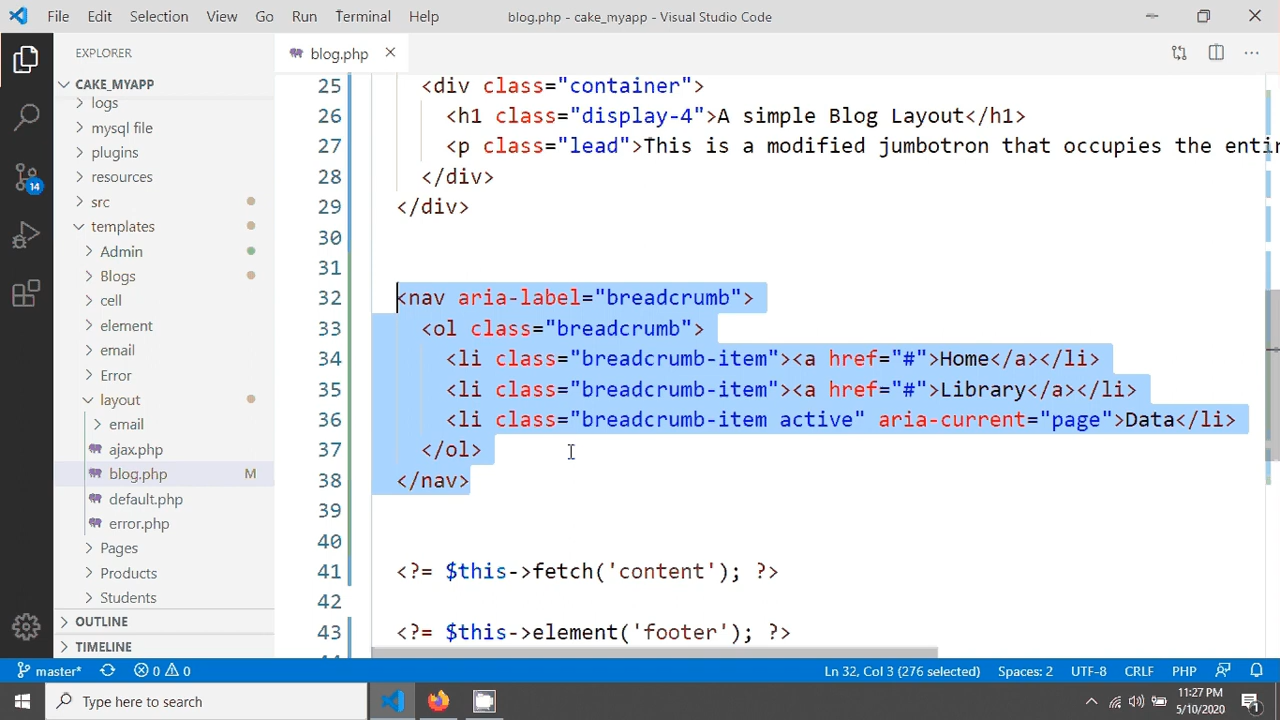 File Edit Selection View Go Run Terminal Help blog.php - cake_myapp - Visual Studio Code
EXPLORER
CAKE_MYAPP
logs
mysql file
plugins
resources
src
templates
Admin
Blogs
cell
element
email
Error
layout
email
ajax.php
blog.php M
default.php
error.php
Pages
Products
Students
OUTLINE
TIMELINE
14
blog.php
25 <div class="container">
26 <h1 class="display-4">A simple Blog Layout</h1>
27 <p class="lead">This is a modified jumbotron that occupies the entir
28 </div>
29 </div>
30
31
32 <nav aria-label="breadcrumb">
33 <ol class="breadcrumb">
34 <li class="breadcrumb-item"><a href="#">Home</a></li>
35 <li class="breadcrumb-item"><a href="#">Library</a></li>
36 <li class="breadcrumb-item active" aria-current="page">Data</li>
37 </ol>
38 </nav>
39
40
41 <?= $this->fetch('content'); ?>
42
43 <?= $this->element('footer'); ?>
master* 0 0 Ln 32, Col 3 (276 selected) Spaces: 2 UTF-8 CRLF PHP
Type here to search
11:27 PM
5/10/2020
1